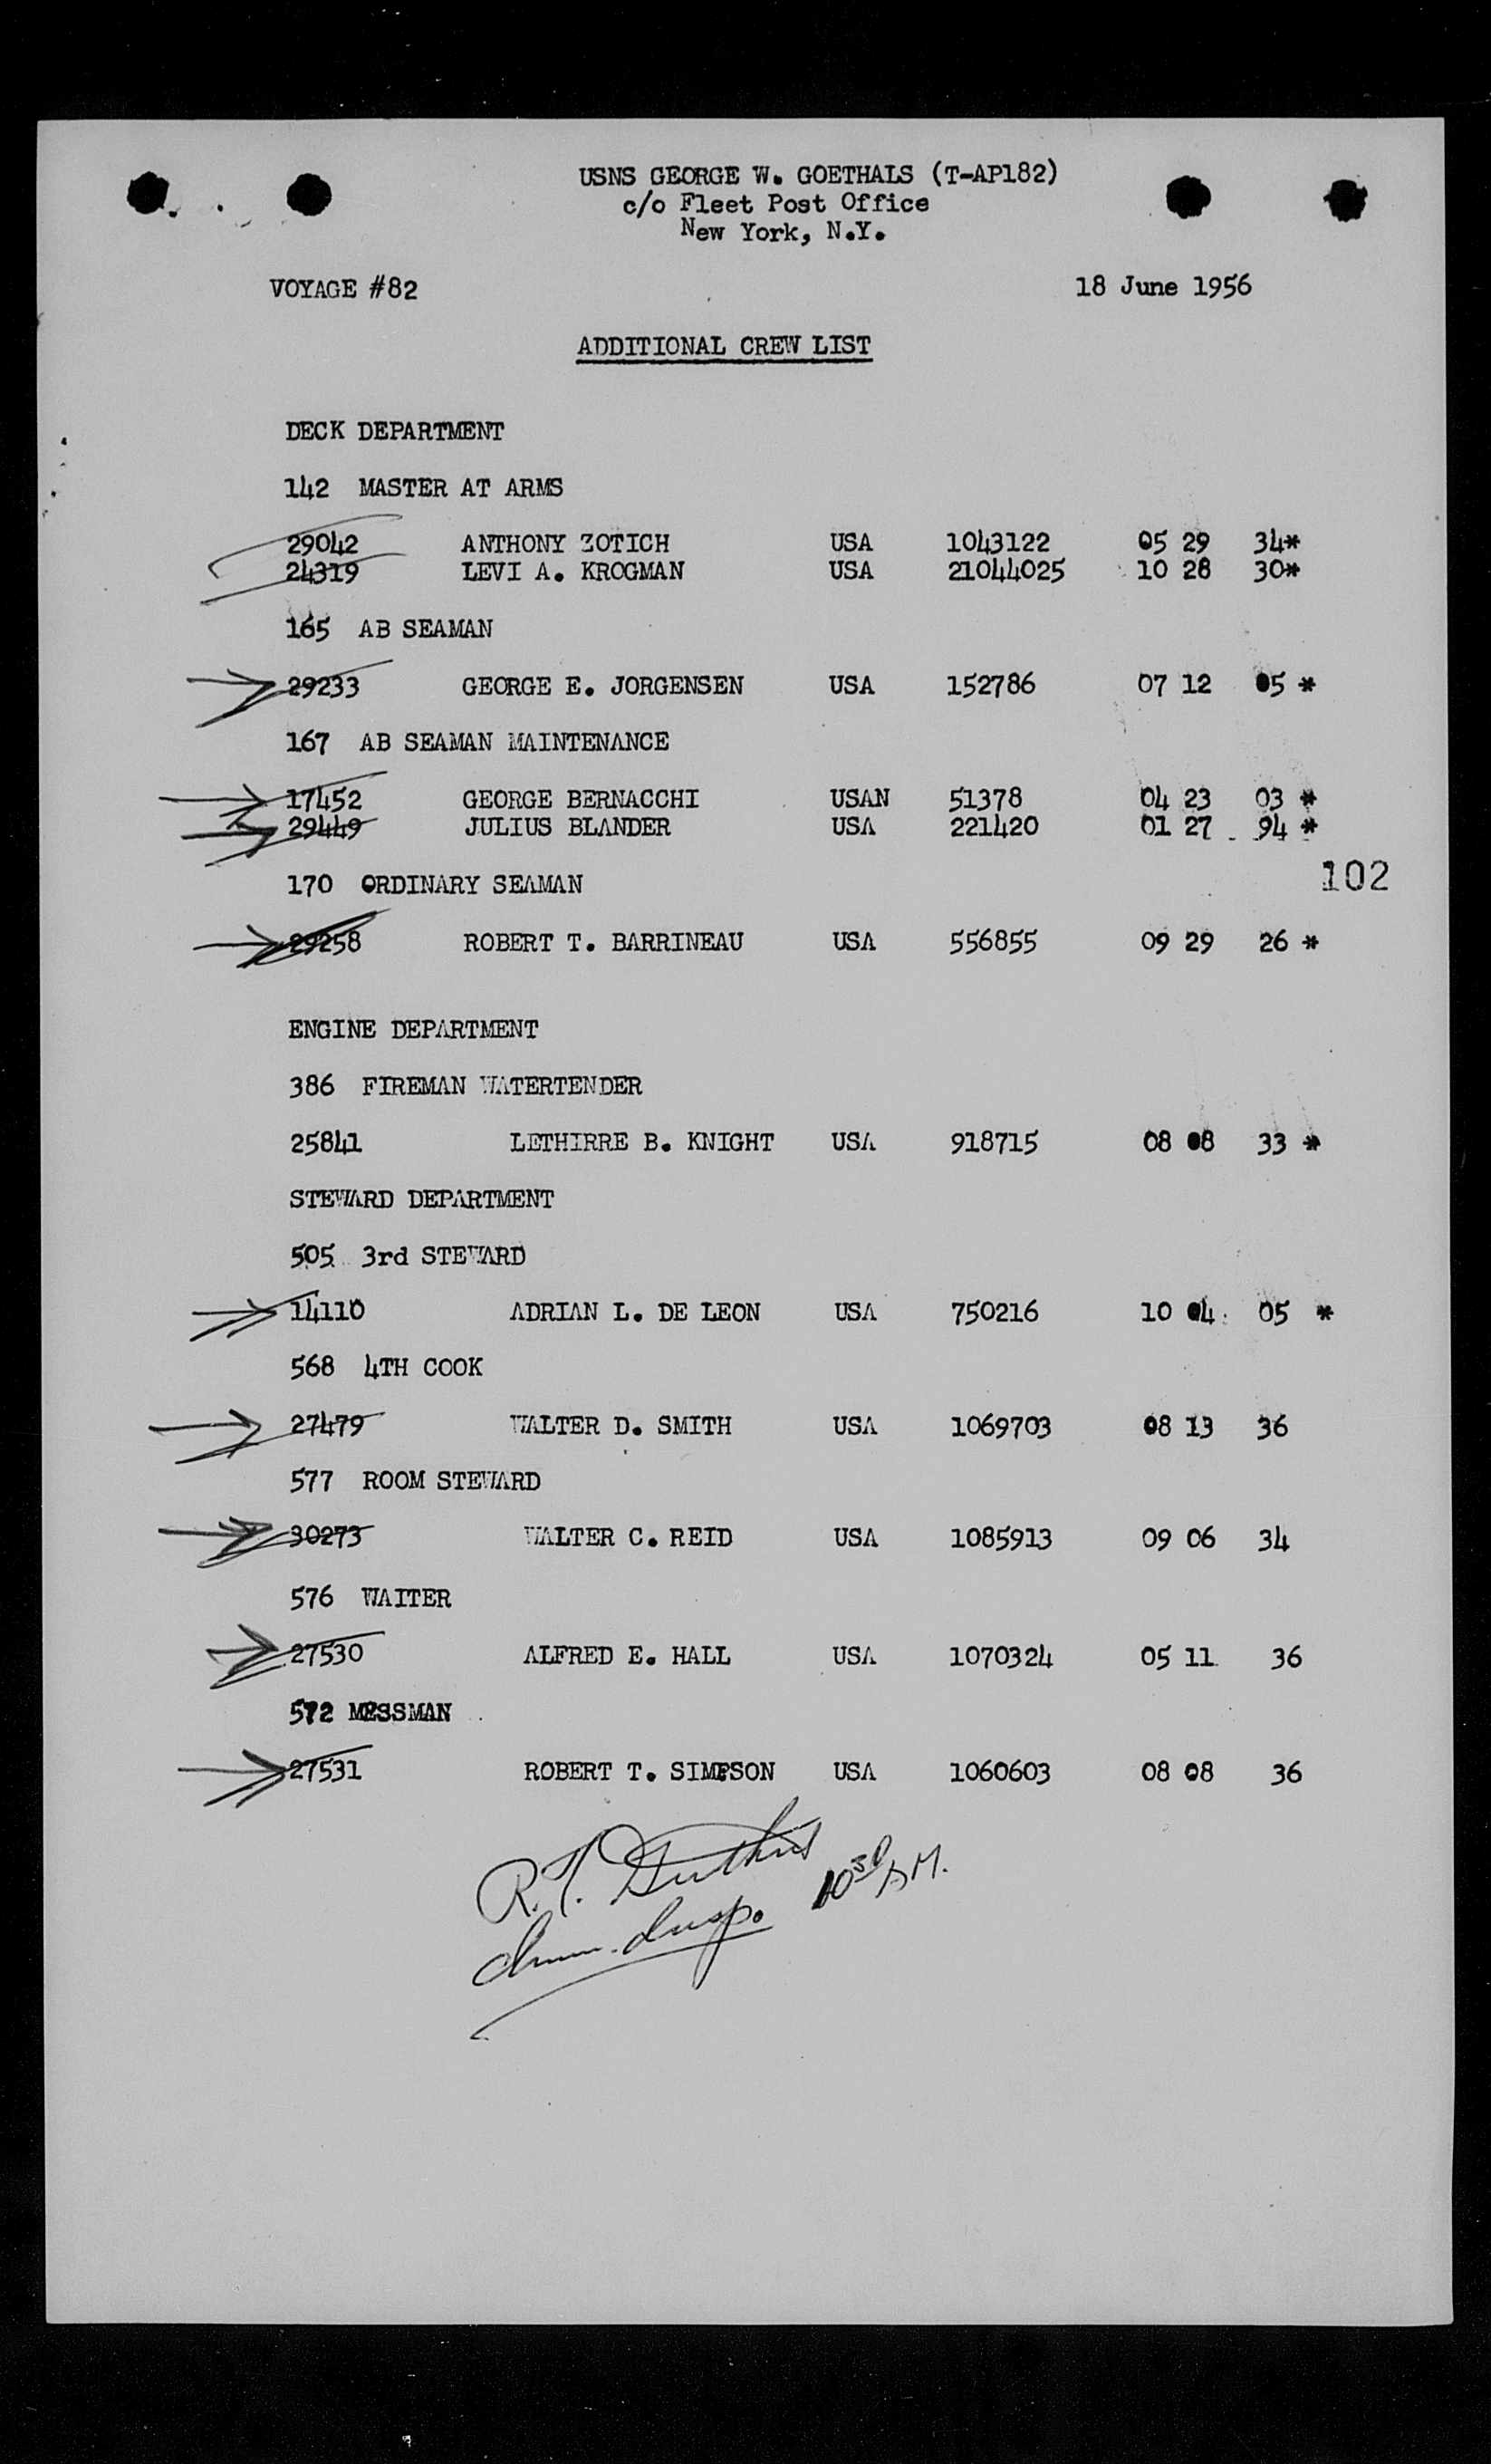 USNS GEORGE W. GOETHALS (T-AP182)
c/o Fleet Post Office
New York, N.Y.
VOYAGE #82 18 June 1956
ADDITIONAL CREW LIST
DECK DEPARTMENT
142 MASTER AT ARMS
29042 ANTHONY ZOTICH USA 1043122 05 29 34*
24319 LEVI A. KROGMAN USA 21044025 10 28 30*
165 AB SEAMAN
29233 GEORGE E. JORGENSEN USA 152786 07 12 05 *
167 AB SEAMAN MAINTENANCE
17452 GEORGE BERNACCHI USAN 51378 04 23 03 *
29449 JULIUS BLANDER USA 221420 01 27 94 *
102
170 ORDINARY SEAMAN
29258 ROBERT T. BARRINEAU USA 556855 09 29 26 *
ENGINE DEPARTMENT
386 FIREMAN WATERTENDER
25841 LETHIRRE B. KNIGHT USA 918715 08 08 33 *
STEWARD DEPARTMENT
505 3rd STEWARD
14110 ADRIAN L. DE LEON USA 750216 10 04 05 *
568 4TH COOK
27479 WALTER D. SMITH USA 1069703 08 13 36
577 ROOM STEWARD
30273 WALTER C. REID USA 1085913 09 06 34
576 WAITER
27530 ALFRED E. HALL USA 1070324 05 11 36
572 MESSMAN
27531 ROBERT T. SIMPSON USA 1060603 08 08 36
10 30 AM.
Imm. Insp.